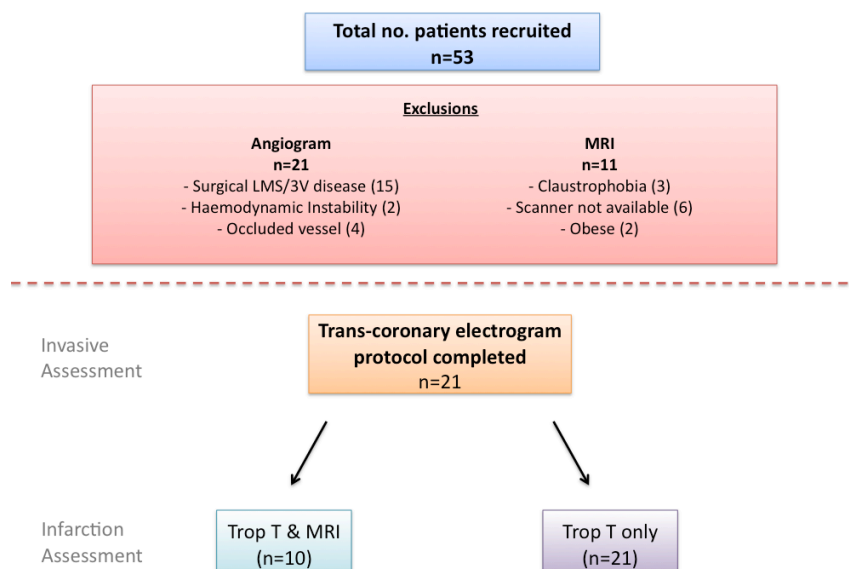 Total no. patients recruited
n=53
Exclusions
Angiogram
n=21
- Surgical LMS/3V disease (15)
- Haemodynamic Instability (2)
- Occluded vessel (4)
MRI
n=11
- Claustrophobia (3)
- Scanner not available (6)
- Obese (2)
Invasive
Assessment
Trans-coronary electrogram
protocol completed
n=21
Infarction
Assessment
Trop T & MRI
(n=10)
Trop T only
(n=21)